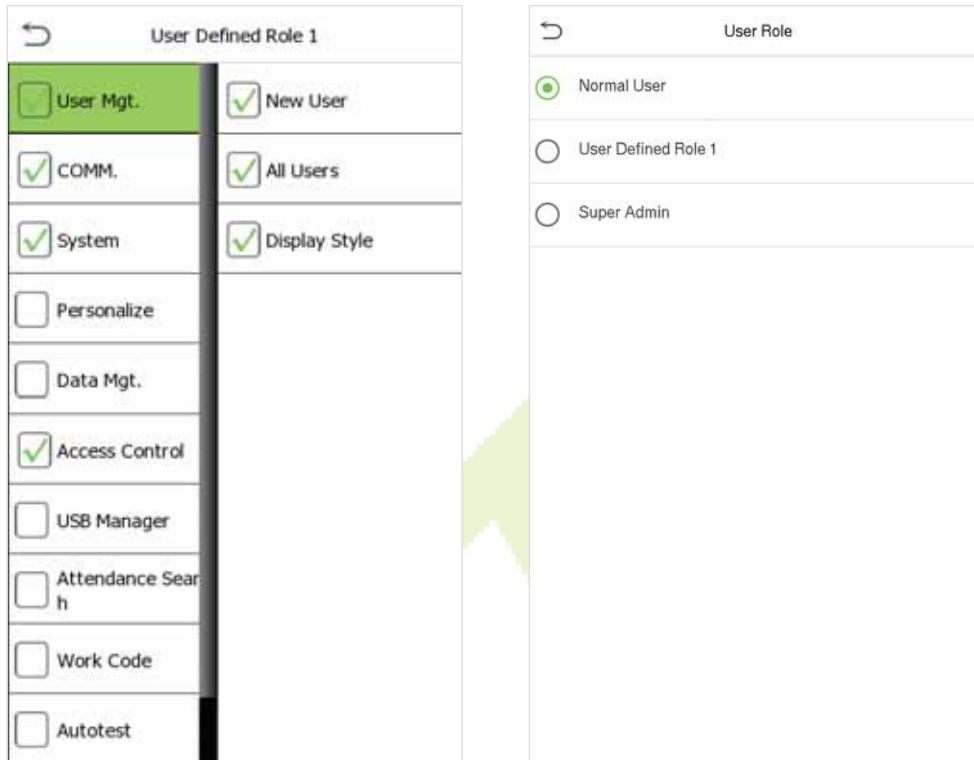 User Defined Role 1
User Mgt.
COMM.
System
Personalize
Data Mgt.
Access Control
USB Manager
Attendance Sear
h
Work Code
Autotest
New User
All Users
Display Style
User Role
Normal User
User Defined Role 1
Super Admin